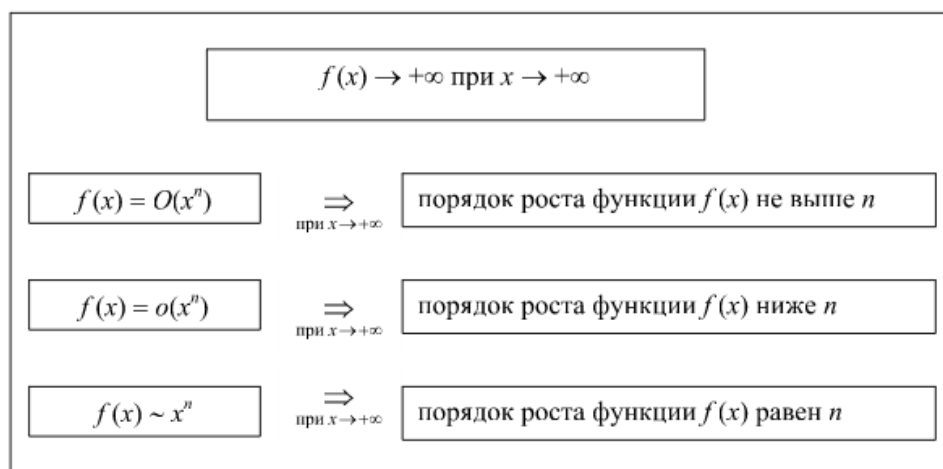 f(x) → +∞ при x → +∞
f(x) = O(xⁿ) ⇒ порядок роста функции f(x) не выше n
при x→+∞
f(x) = o(xⁿ) ⇒ порядок роста функции f(x) ниже n
при x→+∞
f(x) ~ xⁿ ⇒ порядок роста функции f(x) равен n
при x→+∞